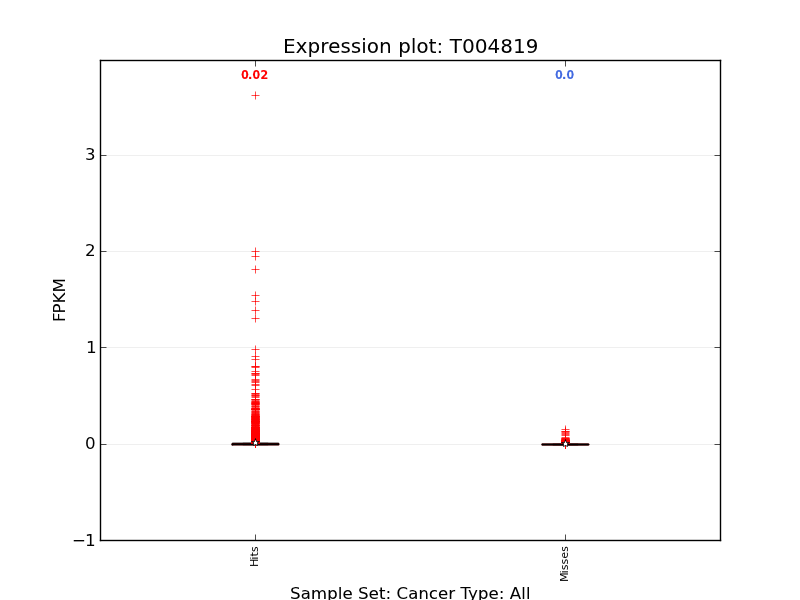 Expression plot: T004819
0.02
0.0
3
2
1
0
−1
FPKM
Hits
Misses
Sample Set: Cancer Type: All